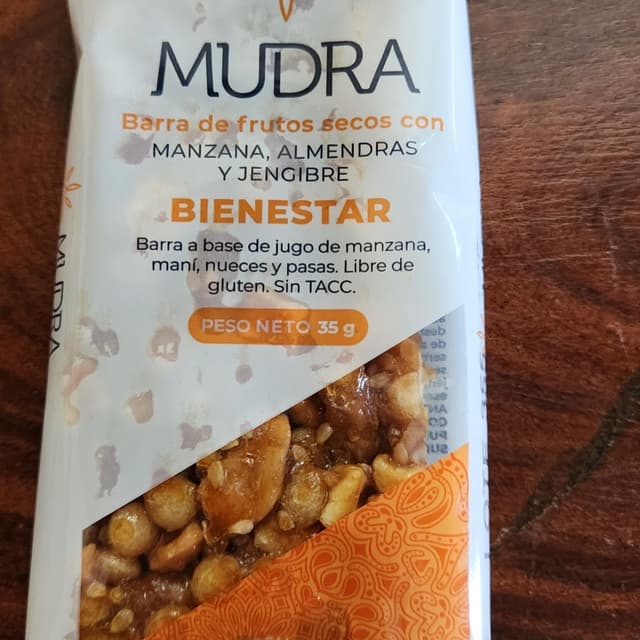 MUDRA
Barra de frutos secos con
MANZANA, ALMENDRAS
Y JENGIBRE
BIENESTAR
Barra a base de jugo de manzana,
maní, nueces y pasas. Libre de
gluten. Sin TACC.
PESO NETO 35 g
MUDRA